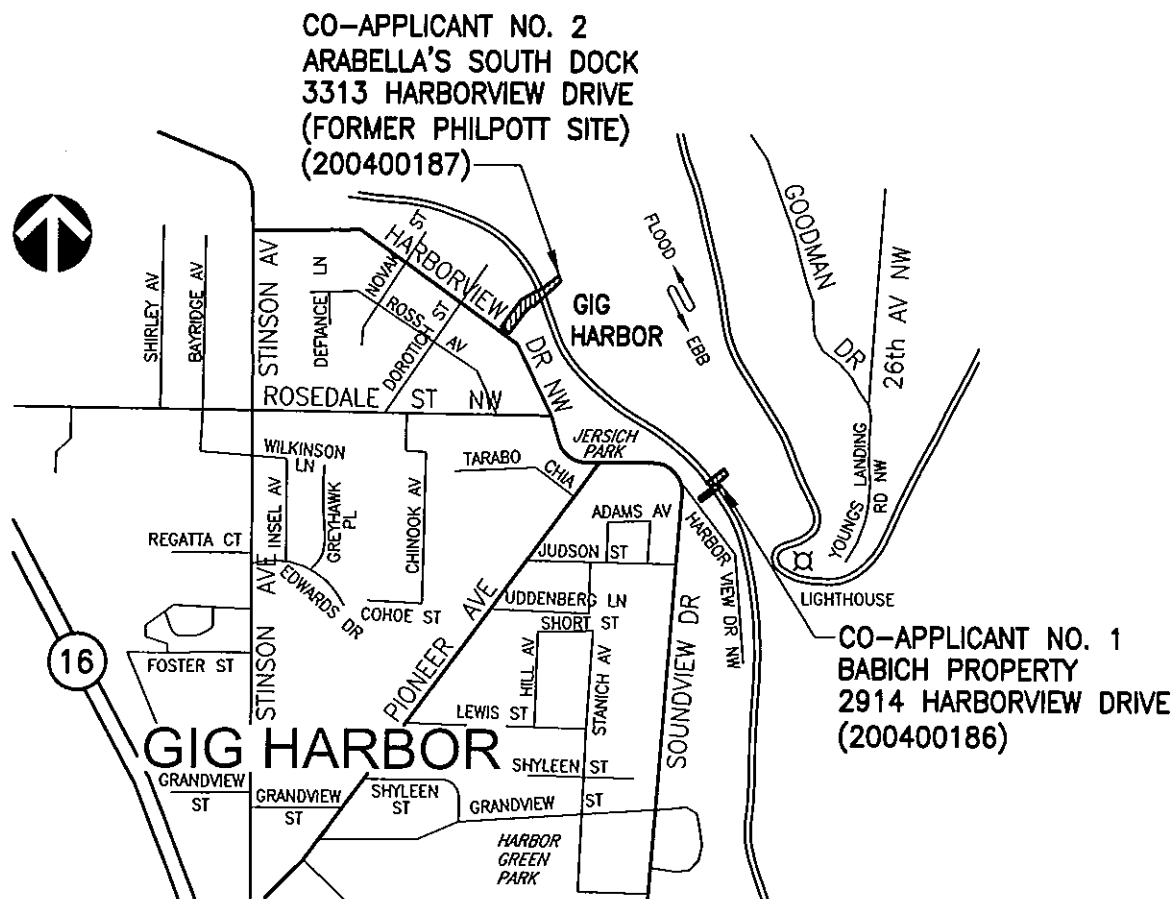 CO-APPLICANT NO. 2
ARABELLA'S SOUTH DOCK
3313 HARBORVIEW DRIVE
(FORMER PHILPOTT SITE)
(200400187)
SHIRLEY AV
BAYRIDGE AV
STINSON AV
DEFIANCE LN
NOVAK ST
HARBORVIEW DR NW
ROSS AV
DOROTICH ST
ROSEDALE ST NW
GIG
HARBOR
FLOOD
EBB
GOODMAN DR
26th AV NW
YOUNGS LANDING
RD NW
LIGHTHOUSE
JERSICH
PARK
TARABO
CHIA
WILKINSON
LN
INSEL AV
GREYHAWK
PL
CHINOOK AV
REGATTA CT
EDWARDS DR
COHOE ST
STINSON AVE
FOSTER ST
16
PIONEER AVE
ADAMS AV
JUDSON ST
UDDENBERG LN
SHORT ST
HILL AV
STANICH AV
LEWIS ST
SOUNDVIEW DR
HARBOR VIEW DR NW
CO-APPLICANT NO. 1
BABICH PROPERTY
2914 HARBORVIEW DRIVE
(200400186)
GIG HARBOR
GRANDVIEW
ST
GRANDVIEW
ST
SHYLEEN
ST
SHYLEEN ST
GRANDVIEW ST
HARBOR
GREEN
PARK